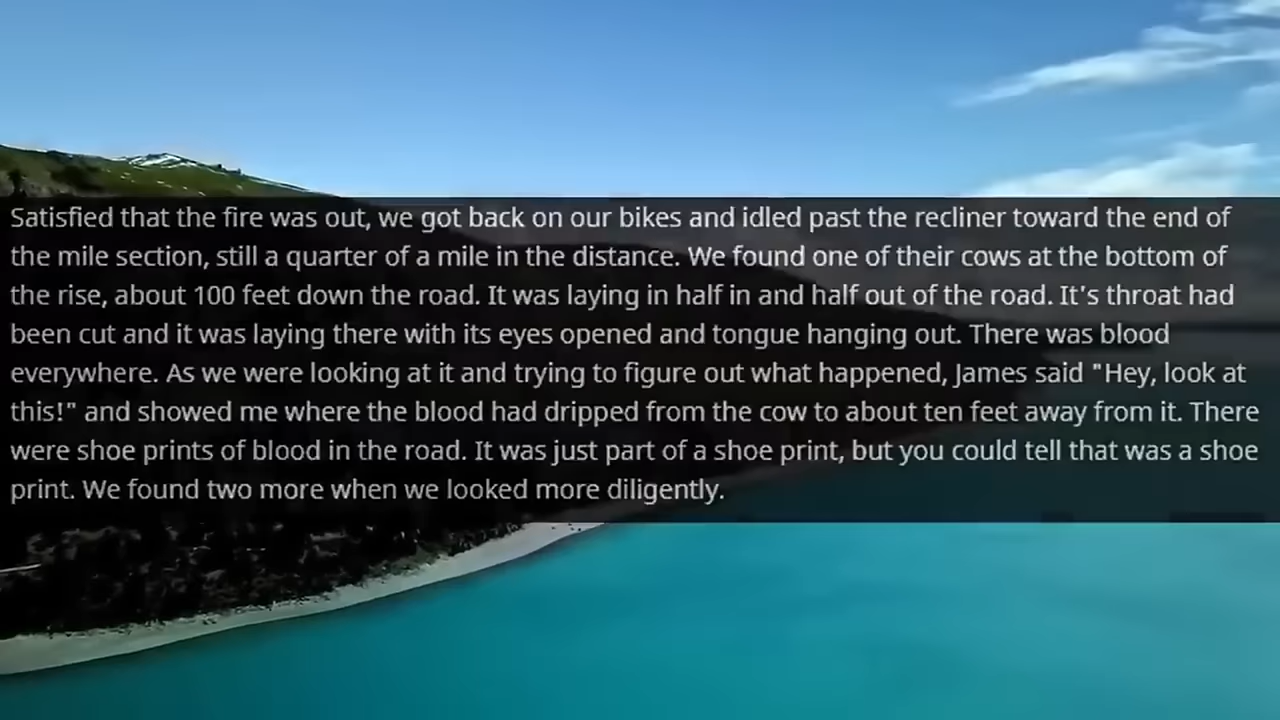 Satisfied that the fire was out, we got back on our bikes and idled past the recliner toward the end of
the mile section, still a quarter of a mile in the distance. We found one of their cows at the bottom of
the rise, about 100 feet down the road. It was laying in half in and half out of the road. It's throat had
been cut and it was laying there with its eyes opened and tongue hanging out. There was blood
everywhere. As we were looking at it and trying to figure out what happened, James said "Hey, look at
this!" and showed me where the blood had dripped from the cow to about ten feet away from it. There
were shoe prints of blood in the road. It was just part of a shoe print, but you could tell that was a shoe
print. We found two more when we looked more diligently.